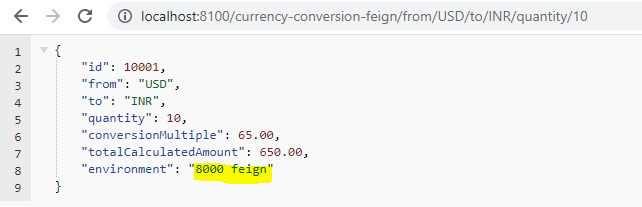 localhost:8100/currency-conversion-feign/from/USD/to/INR/quantity/10
1 {
2 "id": 10001,
3 "from": "USD",
4 "to": "INR",
5 "quantity": 10,
6 "conversionMultiple": 65.00,
7 "totalCalculatedAmount": 650.00,
8 "environment": "8000 feign"
9 }